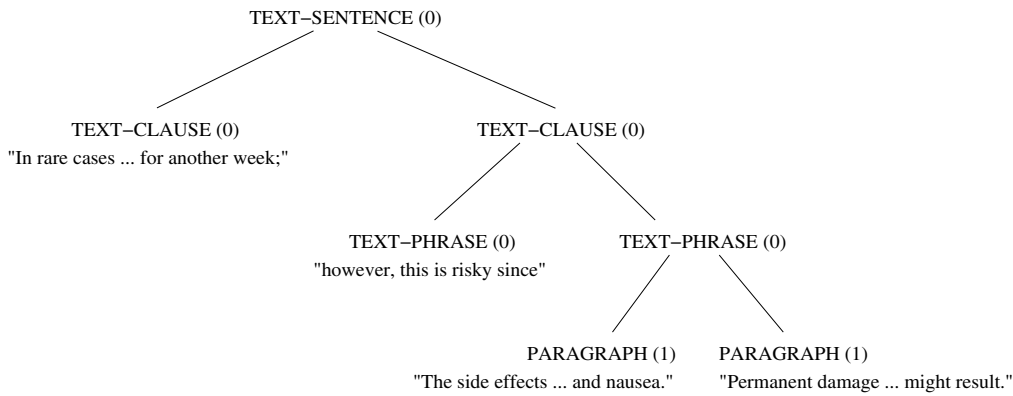 TEXT−SENTENCE (0)
TEXT−CLAUSE (0) TEXT−CLAUSE (0)
"In rare cases ... for another week;"
TEXT−PHRASE (0) TEXT−PHRASE (0)
"however, this is risky since"
PARAGRAPH (1) PARAGRAPH (1)
"The side effects ... and nausea." "Permanent damage ... might result."